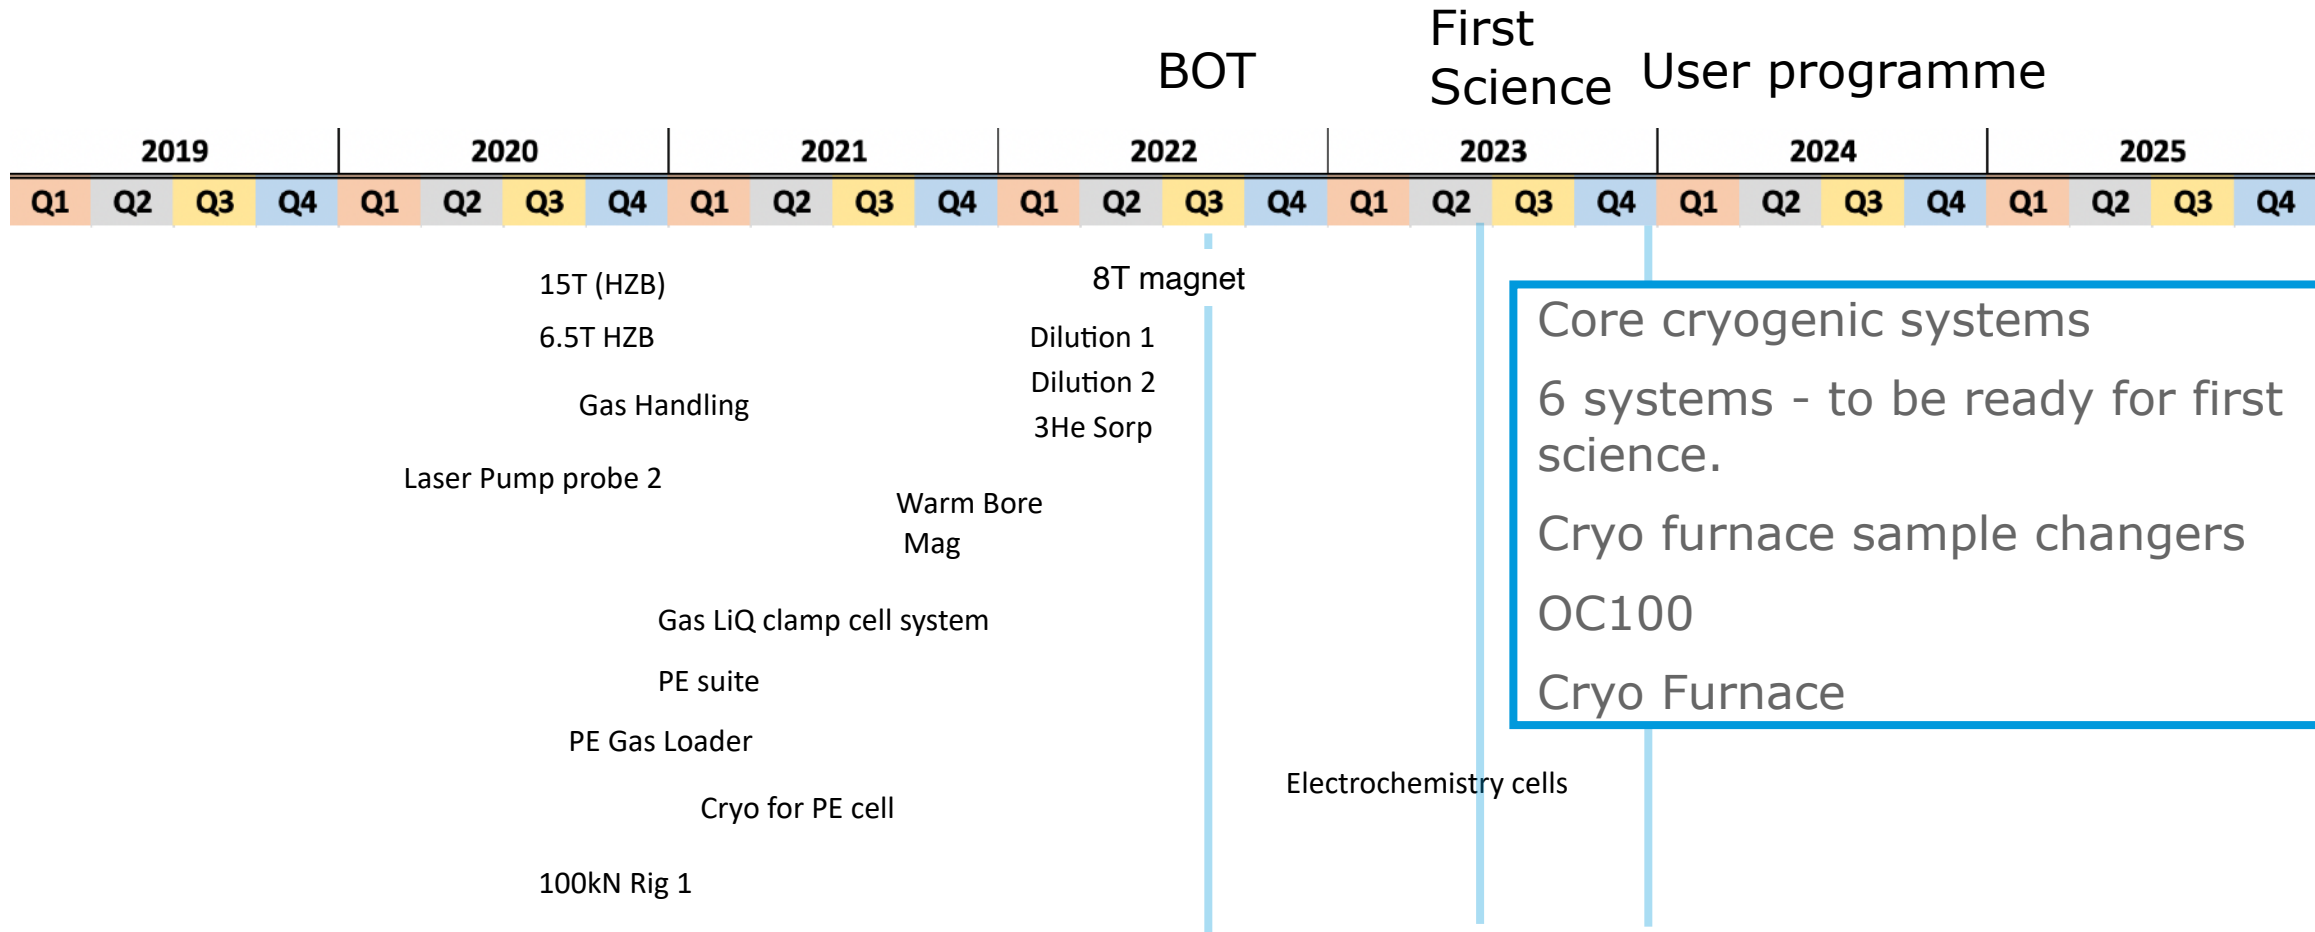 First
Science
BOT
User programme
2019 2020 2021 2022 2023 2024 2025
Q1 Q2 Q3 Q4 Q1 Q2 Q3 Q4 Q1 Q2 Q3 Q4 Q1 Q2 Q3 Q4 Q1 Q2 Q3 Q4 Q1 Q2 Q3 Q4 Q1 Q2 Q3 Q4
15T (HZB)
8T magnet
6.5T HZB
Dilution 1
Dilution 2
Gas Handling
3He Sorp
Laser Pump probe 2
Warm Bore
Mag
Gas LiQ clamp cell system
PE suite
PE Gas Loader
Cryo for PE cell
Electrochemistry cells
100kN Rig 1
Core cryogenic systems
6 systems - to be ready for first
science.
Cryo furnace sample changers
OC100
Cryo Furnace